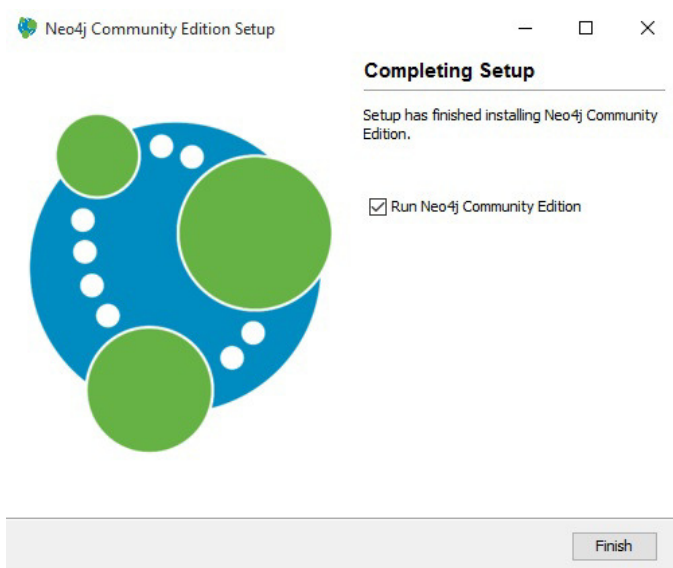 Neo4j Community Edition Setup
Completing Setup
Setup has finished installing Neo4j Community
Edition.
Run Neo4j Community Edition
Finish